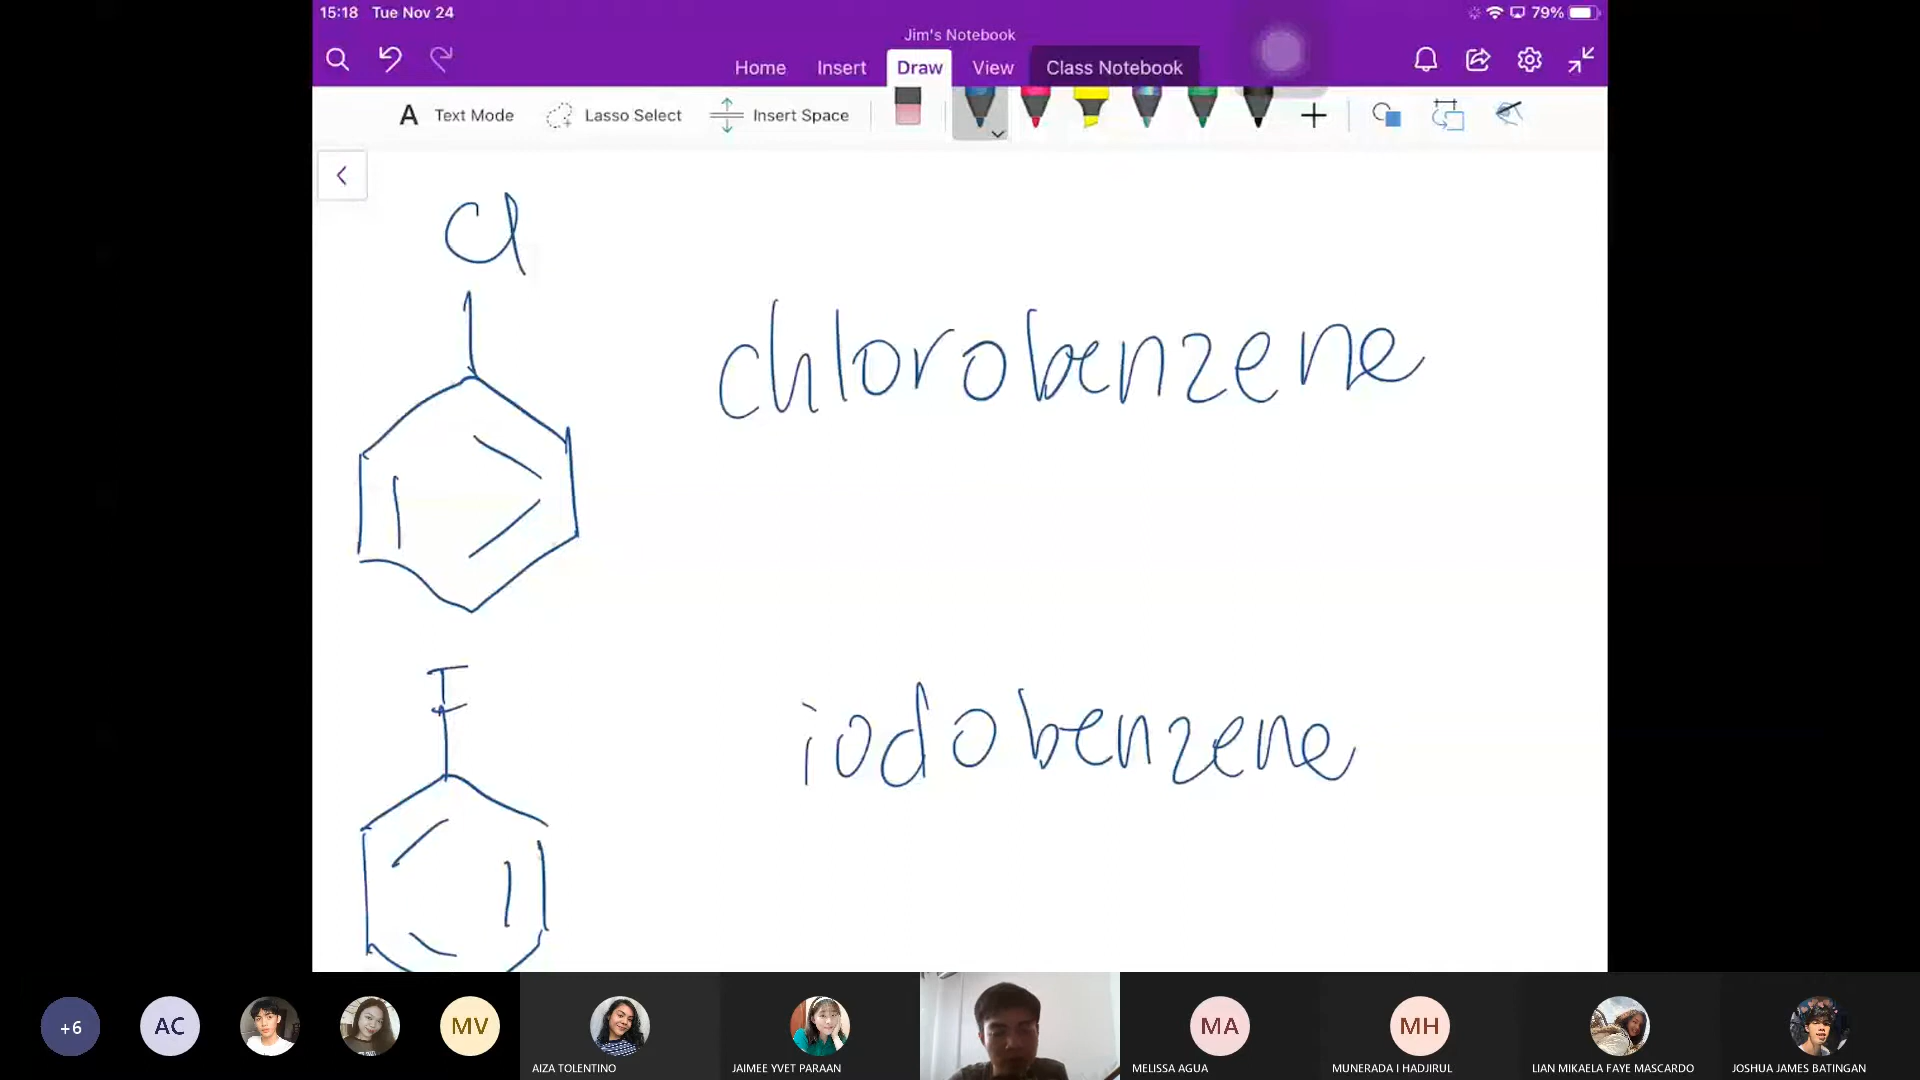 15:18 Tue Nov 24
79%
Jim's Notebook
Home Insert Draw View Class Notebook
A Text Mode Lasso Select Insert Space
Cl
chlorobenzene
I
iodobenzene
+6 AC MV MA MH
AIZA TOLENTINO JAIMEE YVET PARAAN MELISSA AGUA MUNERADA I HADJIRUL LIAN MIKAELA FAYE MASCARDO JOSHUA JAMES BATINGAN